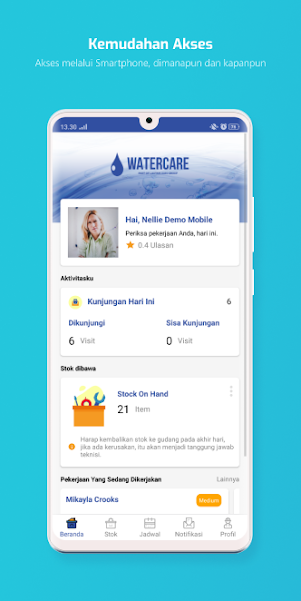 Kemudahan Akses
Akses melalui Smartphone, dimanapun dan kapanpun
13.30
WATERCARE
Hai, Nellie Demo Mobile
Periksa pekerjaan Anda, hari ini.
0.4 Ulasan
Aktivitasku
Kunjungan Hari Ini 6
Dikunjungi Sisa Kunjungan
6 Visit 0 Visit
Stok dibawa
Stock On Hand
21 Item
Harap kembalikan stok ke gudang pada akhir hari,
jika ada kerusakan, itu akan menjadi tanggung jawab
teknisi.
Pekerjaan Yang Sedang Dikerjakan Lainnya
Mikayla Crooks Medium
Beranda Stok Jadwal Notifikasi Profil